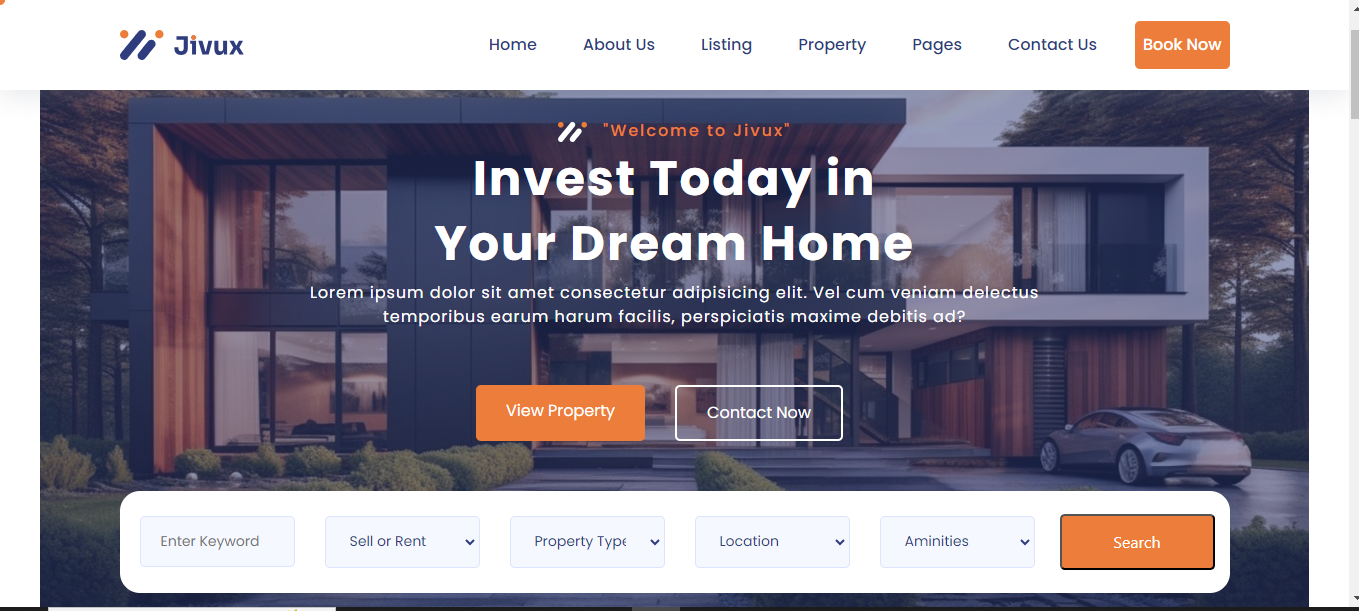 Jivux
Home About Us Listing Property Pages Contact Us Book Now
"Welcome to Jivux"
Invest Today in
Your Dream Home
Lorem ipsum dolor sit amet consectetur adipisicing elit. Vel cum veniam delectus
temporibus earum harum facilis, perspiciatis maxime debitis ad?
View Property Contact Now
Enter Keyword Sell or Rent Property Type Location Aminities Search